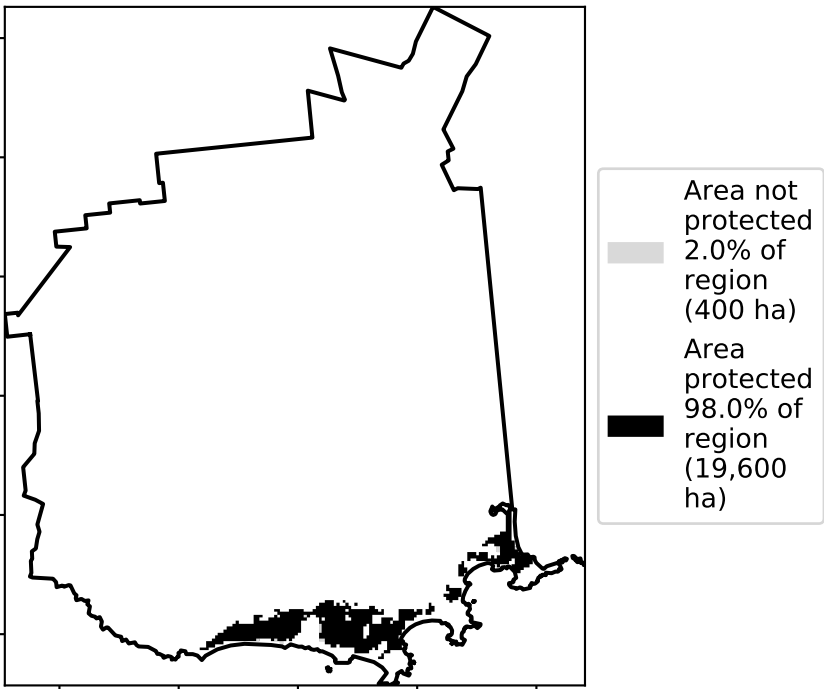 Area not
protected
2.0% of
region
(400 ha)
Area
protected
98.0% of
region
(19,600
ha)